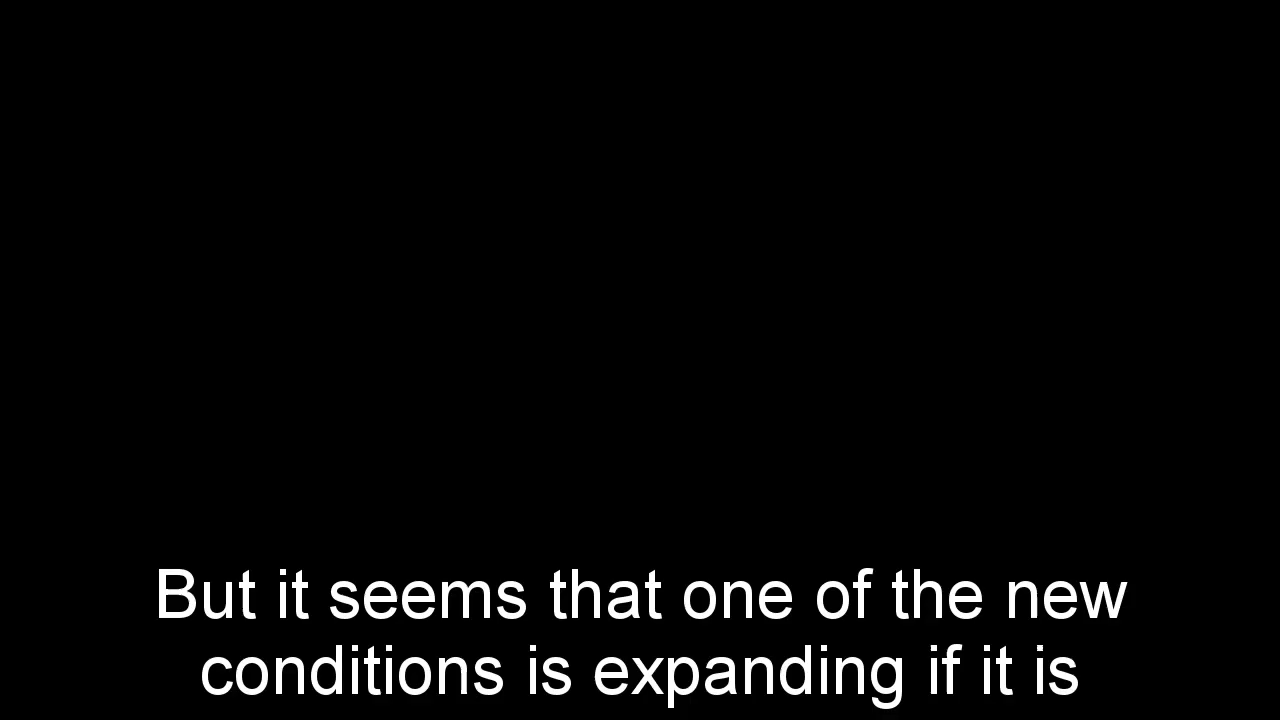 But it seems that one of the new
conditions is expanding if it is